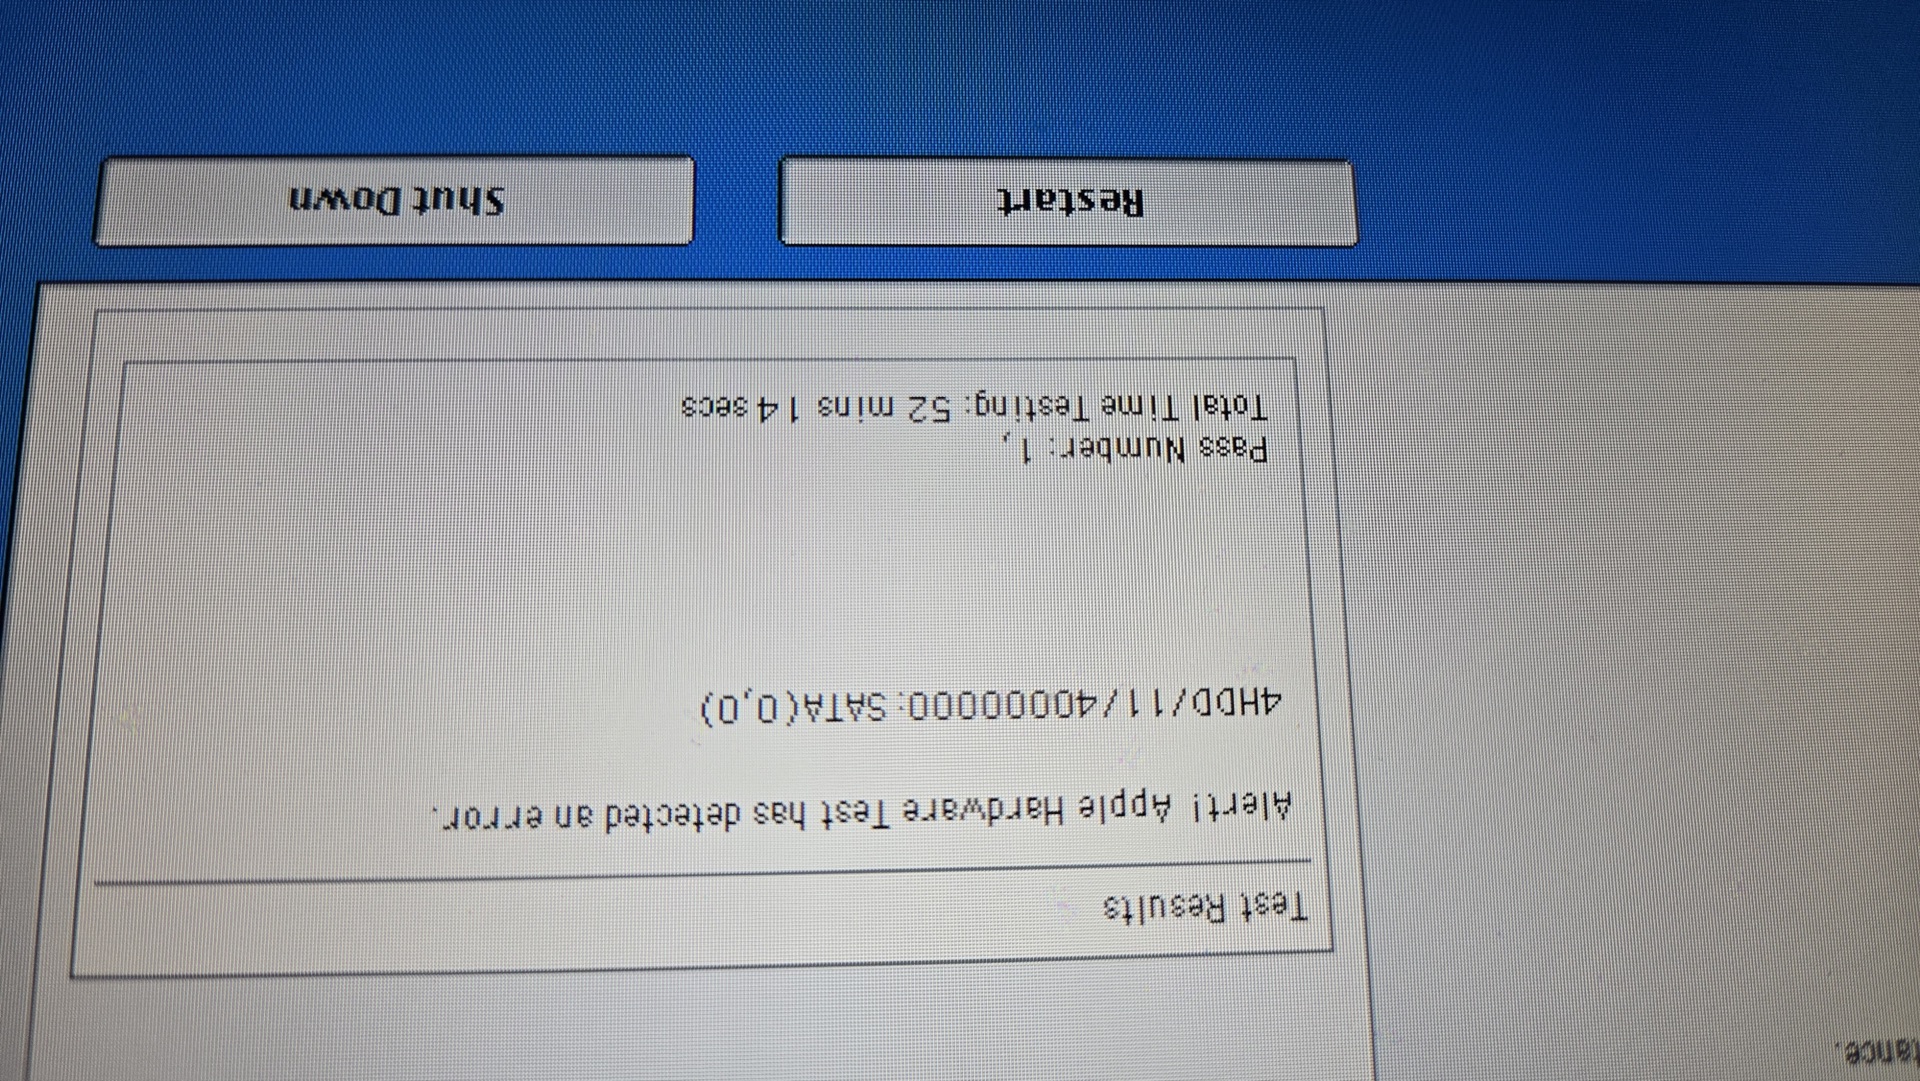 Test Results
Alert! Apple Hardware Test has detected an error.
4HDD/11/40000000: SATA(0,0)
Pass Number: 1,
Total Time Testing: 52 mins 14 secs
Restart
Shut Down